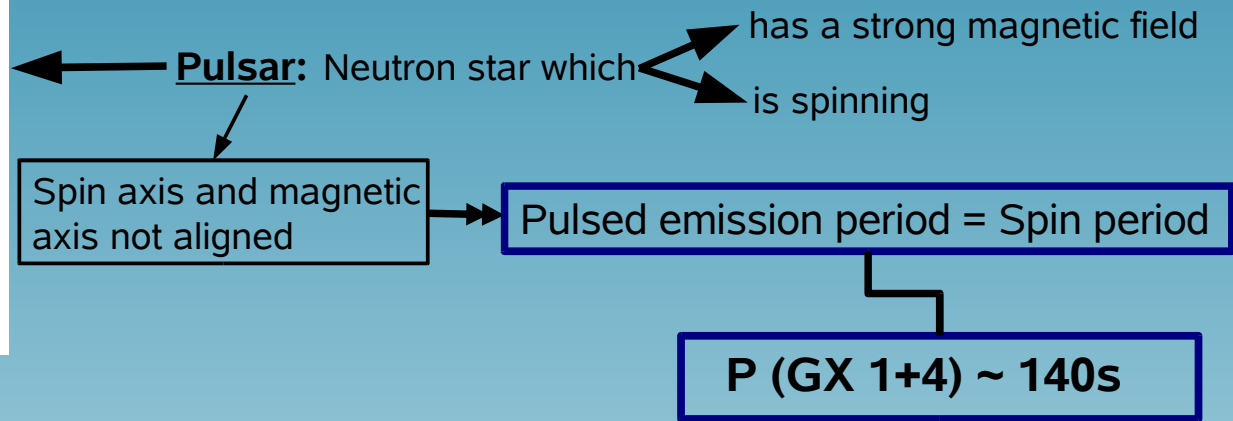 has a strong magnetic field
Pulsar: Neutron star which
is spinning
Spin axis and magnetic
axis not aligned
Pulsed emission period = Spin period
P (GX 1+4) ~ 140s